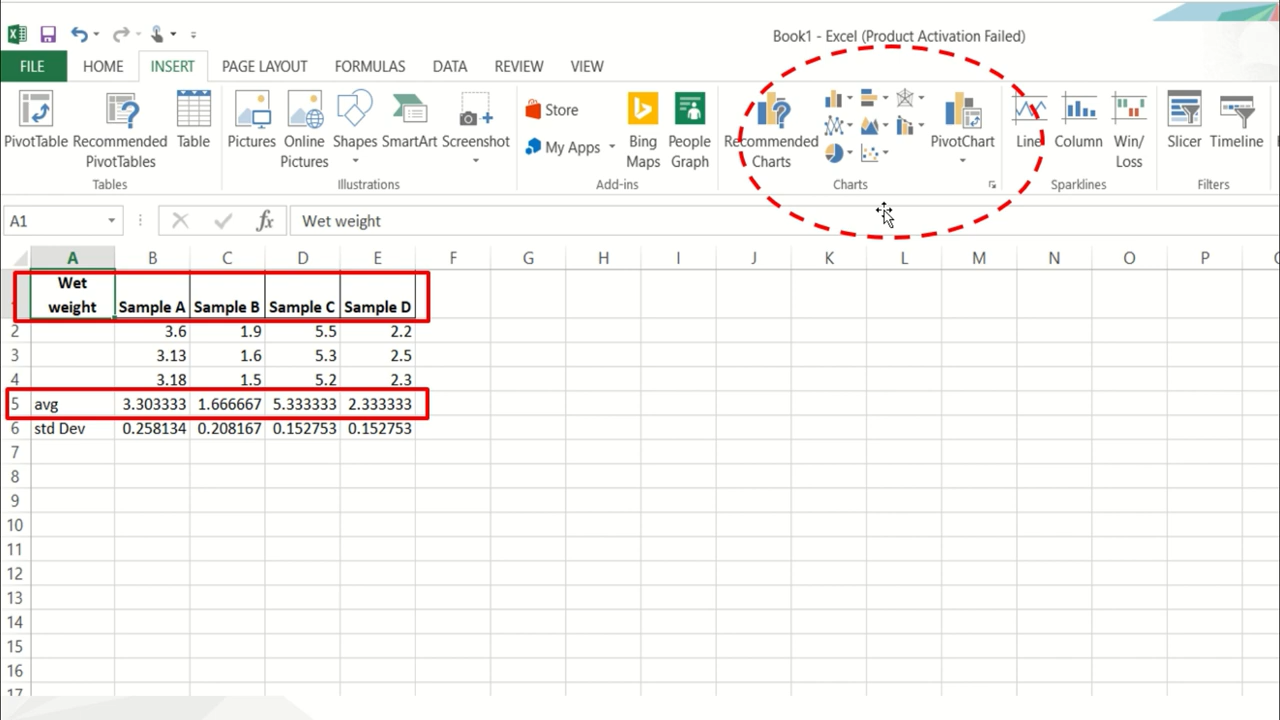 Book1 - Excel (Product Activation Failed)
FILE HOME INSERT PAGE LAYOUT FORMULAS DATA REVIEW VIEW
PivotTable Recommended PivotTables Table
Tables
Pictures Online Pictures Shapes SmartArt Screenshot
Illustrations
Store
My Apps
Bing Maps People Graph
Add-ins
Recommended Charts
PivotChart
Charts
Line Column Win/Loss
Sparklines
Slicer Timeline
Filters
A1 fx Wet weight
A B C D E F G H I J K L M N O P
Wet
weight Sample A Sample B Sample C Sample D
2 3.6 1.9 5.5 2.2
3 3.13 1.6 5.3 2.5
4 3.18 1.5 5.2 2.3
5 avg 3.303333 1.666667 5.333333 2.333333
6 std Dev 0.258134 0.208167 0.152753 0.152753
7
8
9
10
11
12
13
14
15
16
17